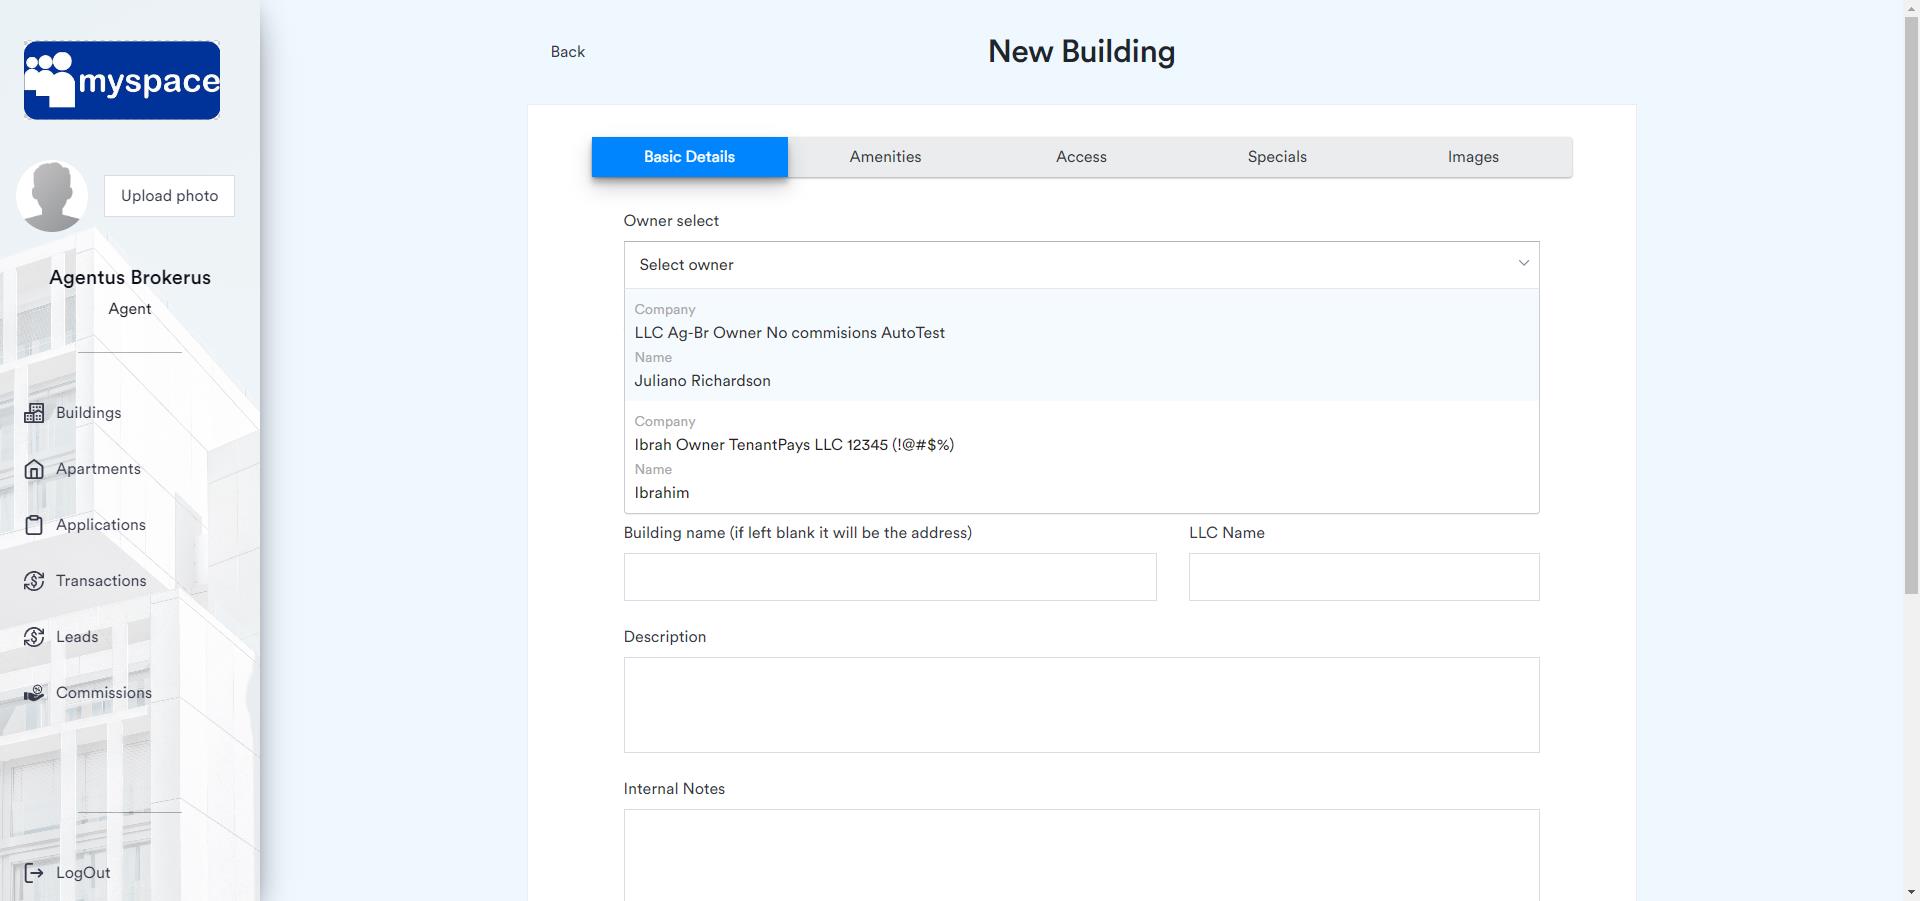 myspace
Upload photo
Agentus Brokerus
Agent
Buildings
Apartments
Applications
Transactions
Leads
Commissions
LogOut
Back
New Building
Basic Details
Amenities
Access
Specials
Images
Owner select
Select owner
Company
LLC Ag-Br Owner No commisions AutoTest
Name
Juliano Richardson
Company
Ibrah Owner TenantPays LLC 12345 (!@#$%)
Name
Ibrahim
Building name (if left blank it will be the address)
LLC Name
Description
Internal Notes